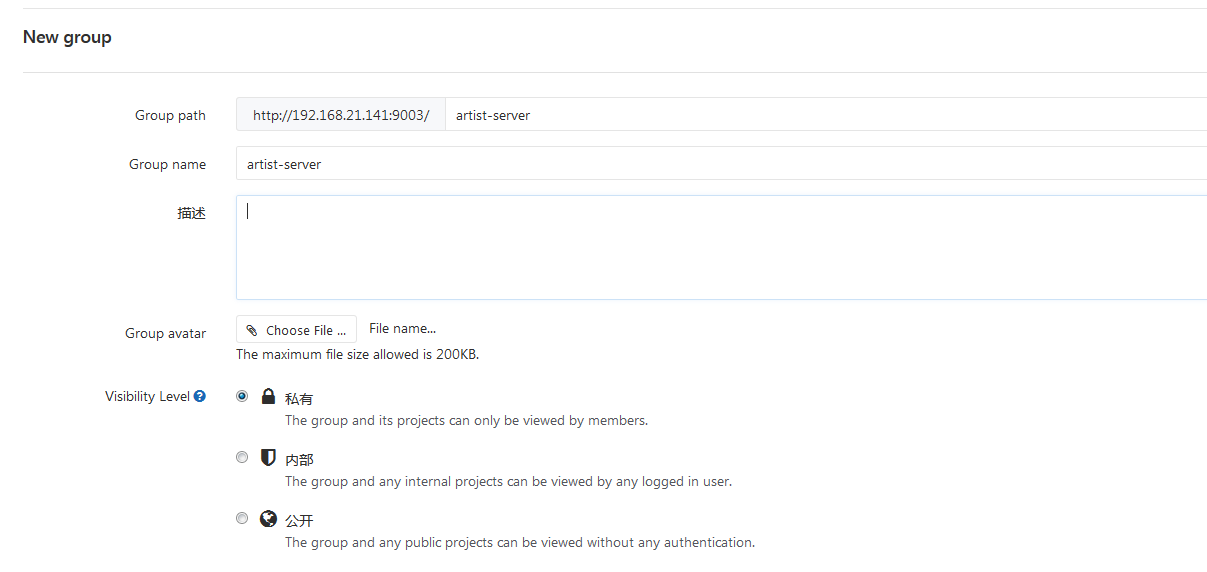 New group
Group path http://192.168.21.141:9003/ artist-server
Group name artist-server
描述
Group avatar Choose File ... File name...
The maximum file size allowed is 200KB.
Visibility Level 私有
The group and its projects can only be viewed by members.
内部
The group and any internal projects can be viewed by any logged in user.
公开
The group and any public projects can be viewed without any authentication.